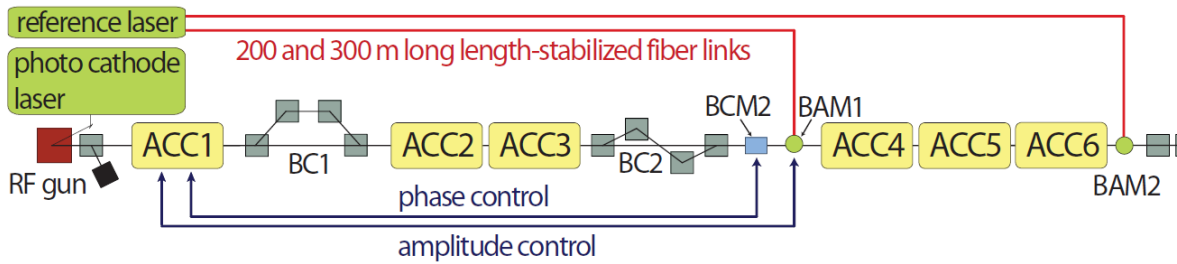 reference laser
200 and 300 m long length-stabilized fiber links
photo cathode
laser
BCM2
BAM1
ACC1
ACC2
ACC3
ACC4
ACC5
ACC6
BC1
BC2
RF gun
BAM2
phase control
amplitude control